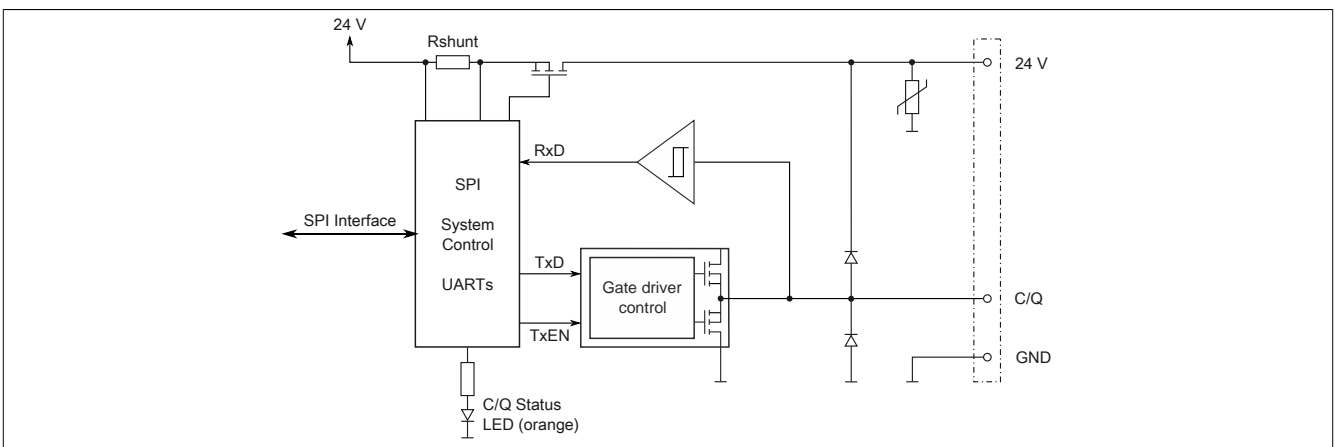 24 V
Rshunt
24 V
RxD
SPI
SPI Interface
System
Control
TxD
UARTs
Gate driver
control
C/Q
TxEN
GND
C/Q Status
LED (orange)